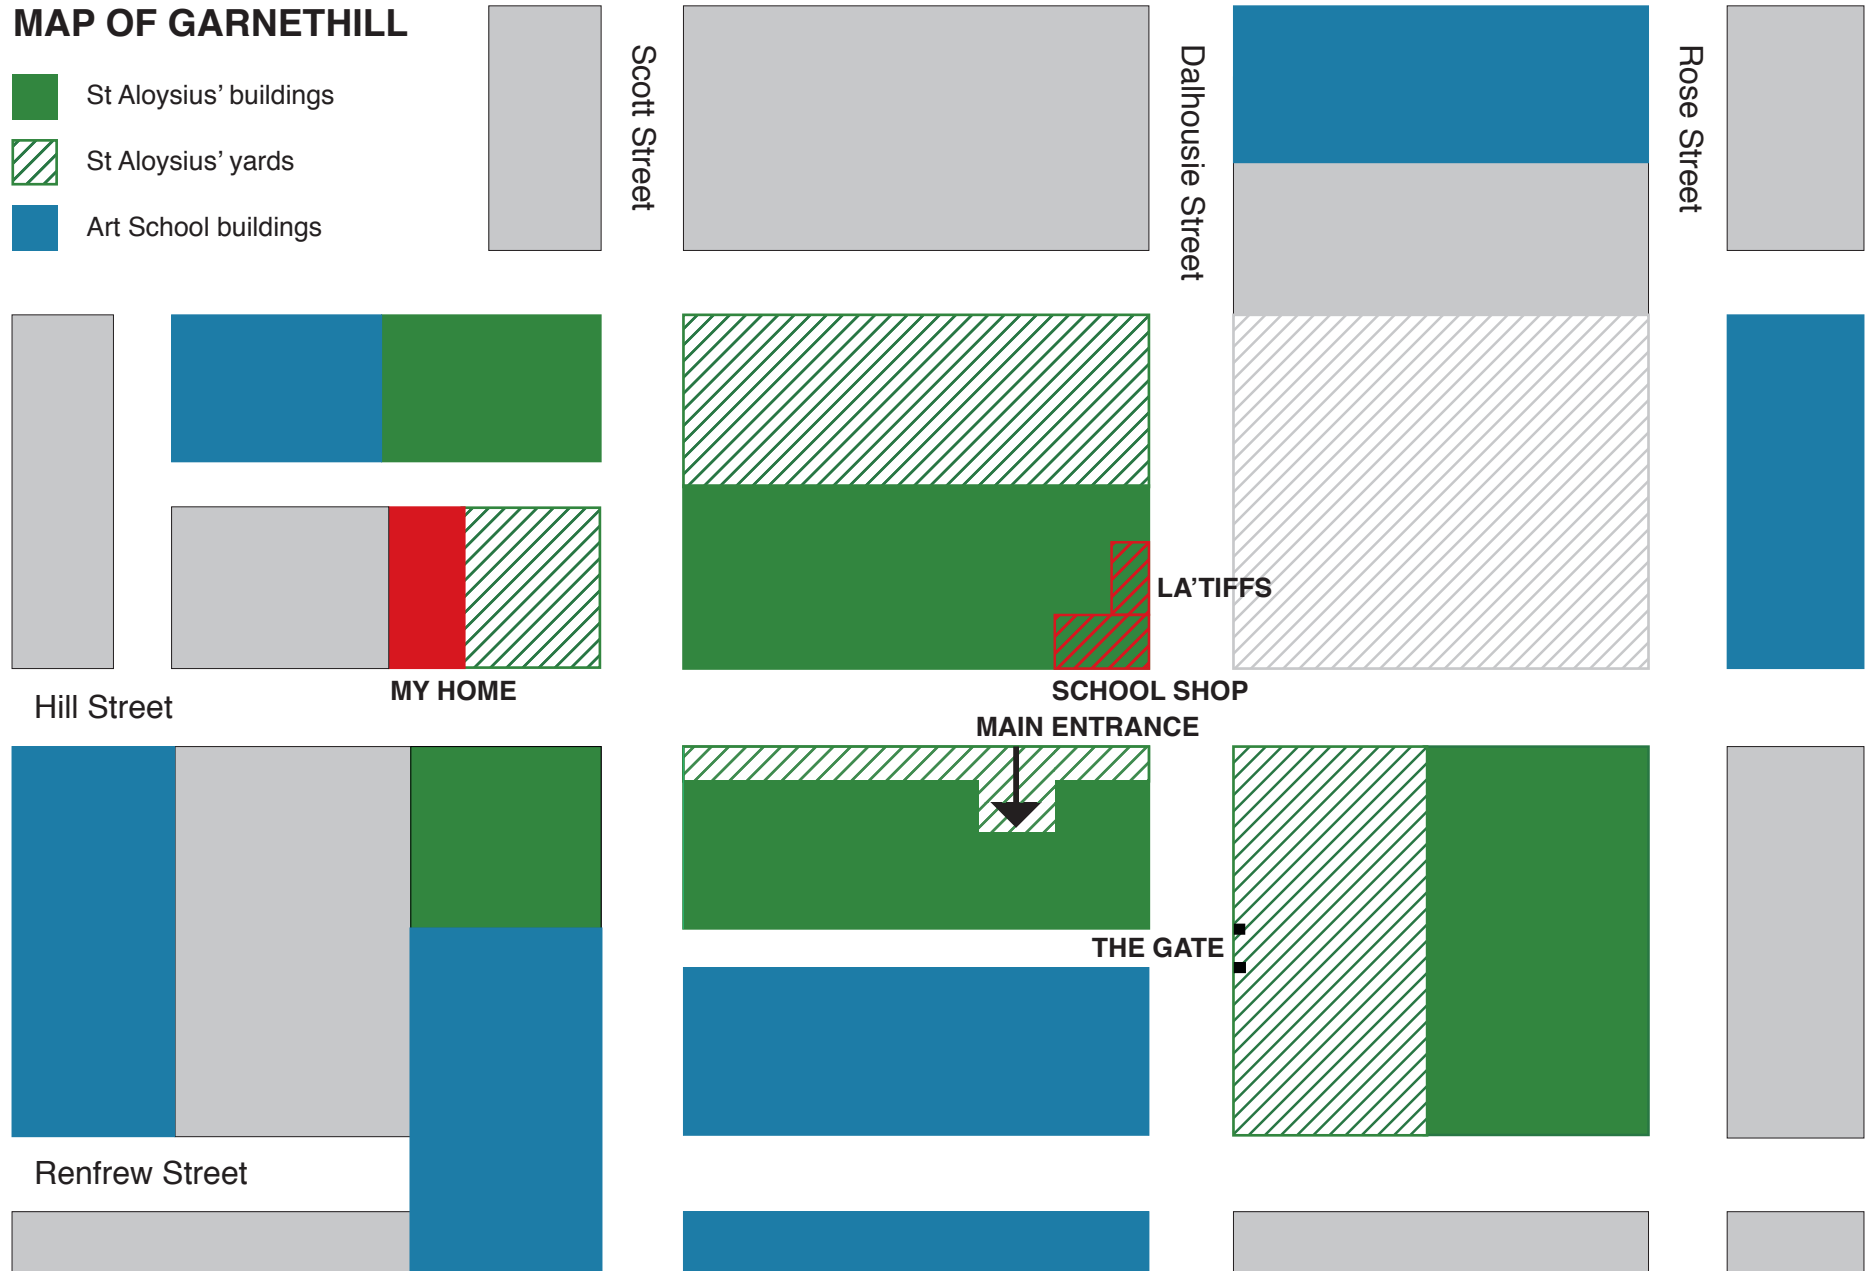 MAP OF GARNETHILL
St Aloysius’ buildings
St Aloysius’ yards
Art School buildings
Scott Street
Dalhousie Street
Rose Street
LA’TIFFS
MY HOME
SCHOOL SHOP
Hill Street
MAIN ENTRANCE
THE GATE
Renfrew Street